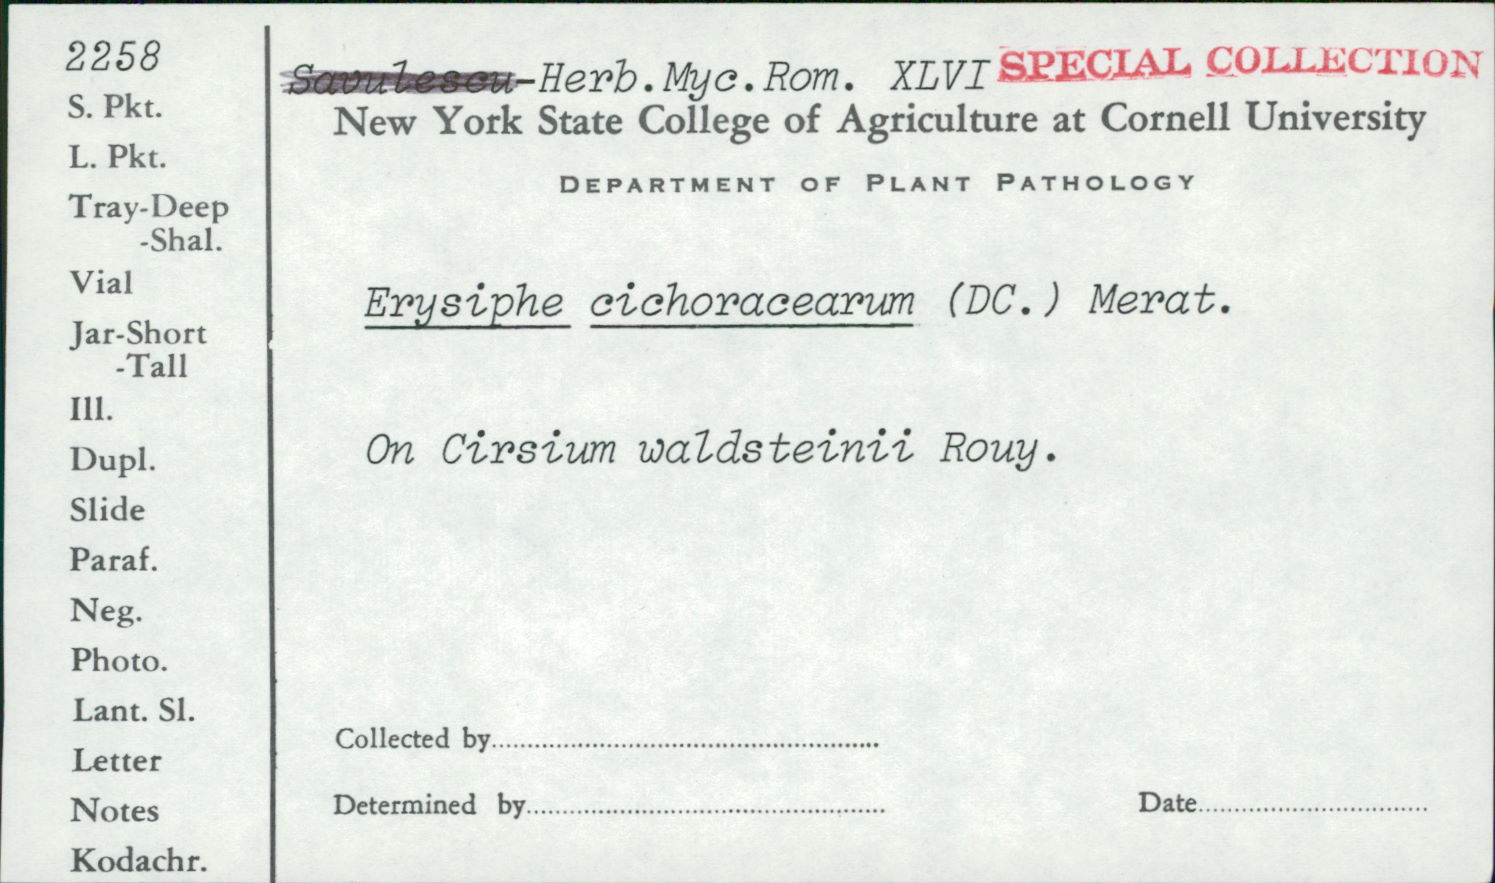 2258
S. Pkt.
L. Pkt.
Tray-Deep
-Shal.
Vial
Jar-Short
-Tall
Ill.
Dupl.
Slide
Paraf.
Neg.
Photo.
Lant. Sl.
Letter
Notes
Kodachr.
Savulescu-Herb.Myc.Rom. XLVI SPECIAL COLLECTION
New York State College of Agriculture at Cornell University
DEPARTMENT OF PLANT PATHOLOGY
Erysiphe cichoracearum (DC.) Merat.
On Cirsium waldsteinii Rouy.
Collected by
Determined by Date